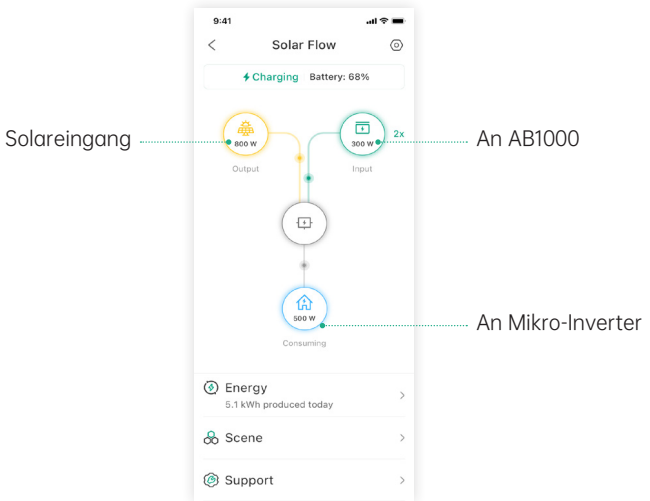 9:41
Solar Flow
Charging Battery: 68%
Solareingang
800 W
300 W
2x
An AB1000
Output
Input
500 W
An Mikro-Inverter
Consuming
Energy
5.1 kWh produced today
Scene
Support